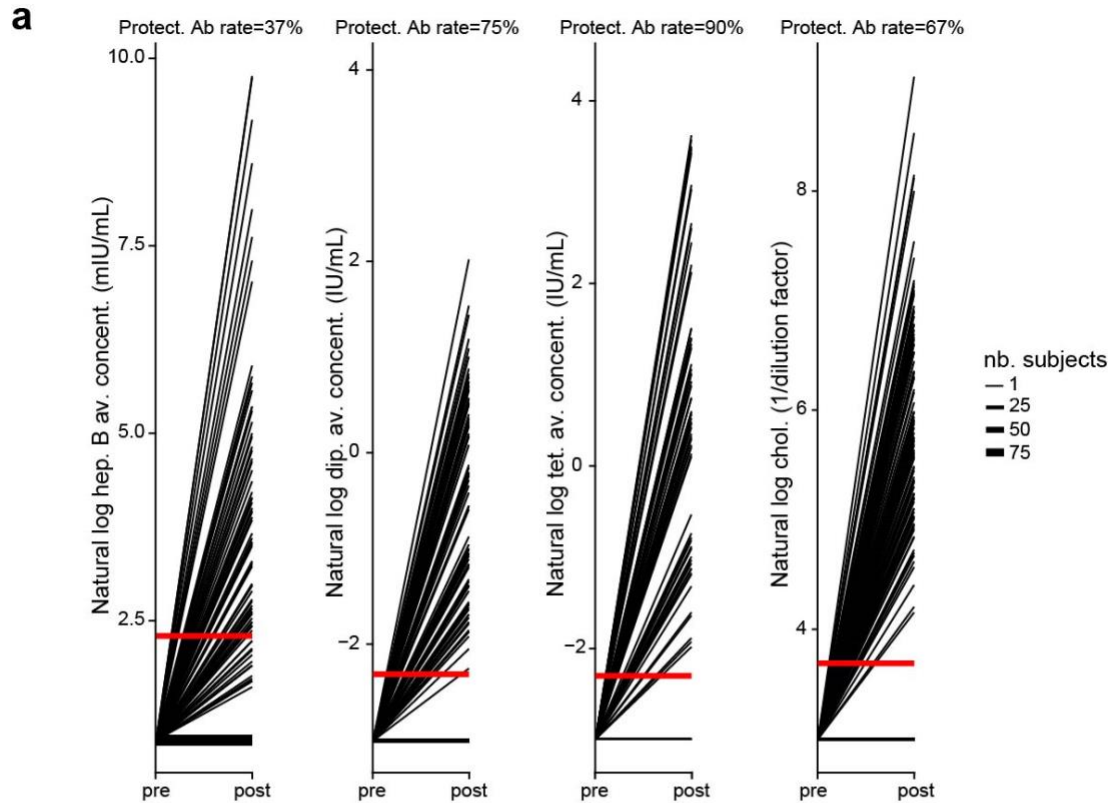 a
Protect. Ab rate=37%
Natural log hep. B av. concent. (mIU/mL)
10.0
7.5
5.0
2.5
pre post
Protect. Ab rate=75%
Natural log dip. av. concent. (IU/mL)
4
2
0
−2
pre post
Protect. Ab rate=90%
Natural log tet. av. concent. (IU/mL)
4
2
0
−2
pre post
Protect. Ab rate=67%
Natural log chol. (1/dilution factor)
8
6
4
pre post
nb. subjects
1
25
50
75